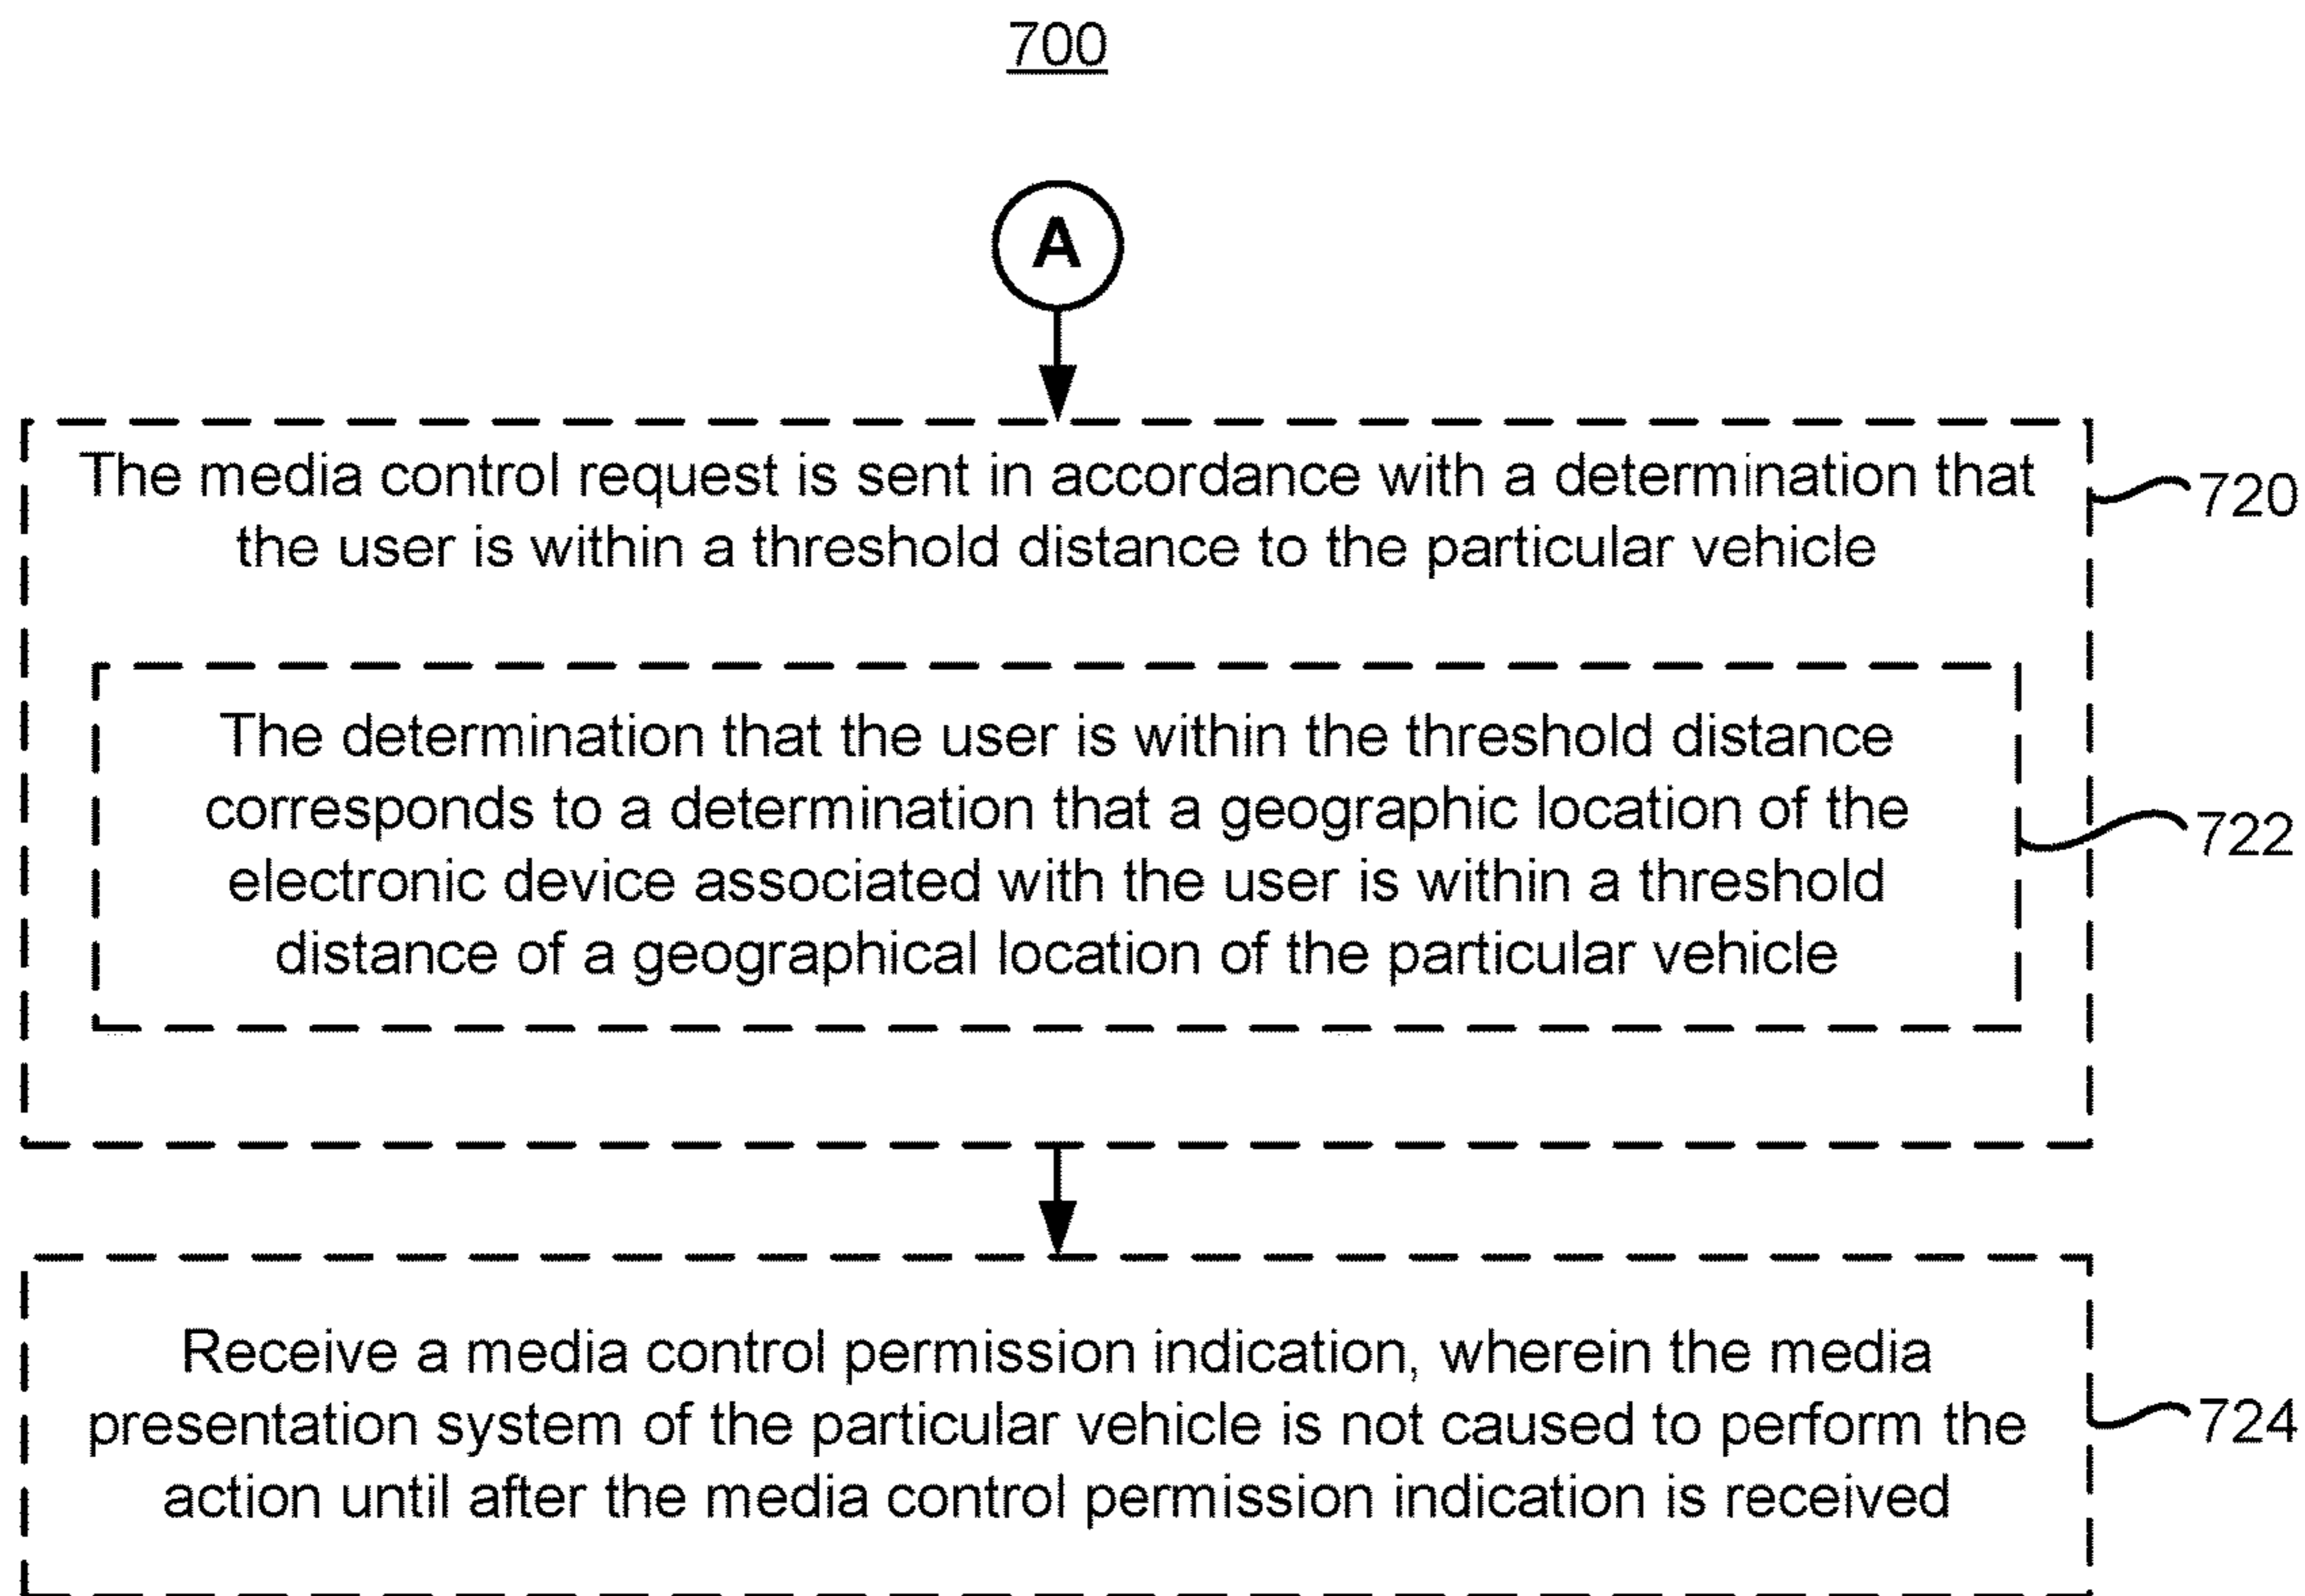 700
A
The media control request is sent in accordance with a determination that
the user is within a threshold distance to the particular vehicle
720
The determination that the user is within the threshold distance
corresponds to a determination that a geographic location of the
electronic device associated with the user is within a threshold
distance of a geographical location of the particular vehicle
722
Receive a media control permission indication, wherein the media
presentation system of the particular vehicle is not caused to perform the
action until after the media control permission indication is received
724